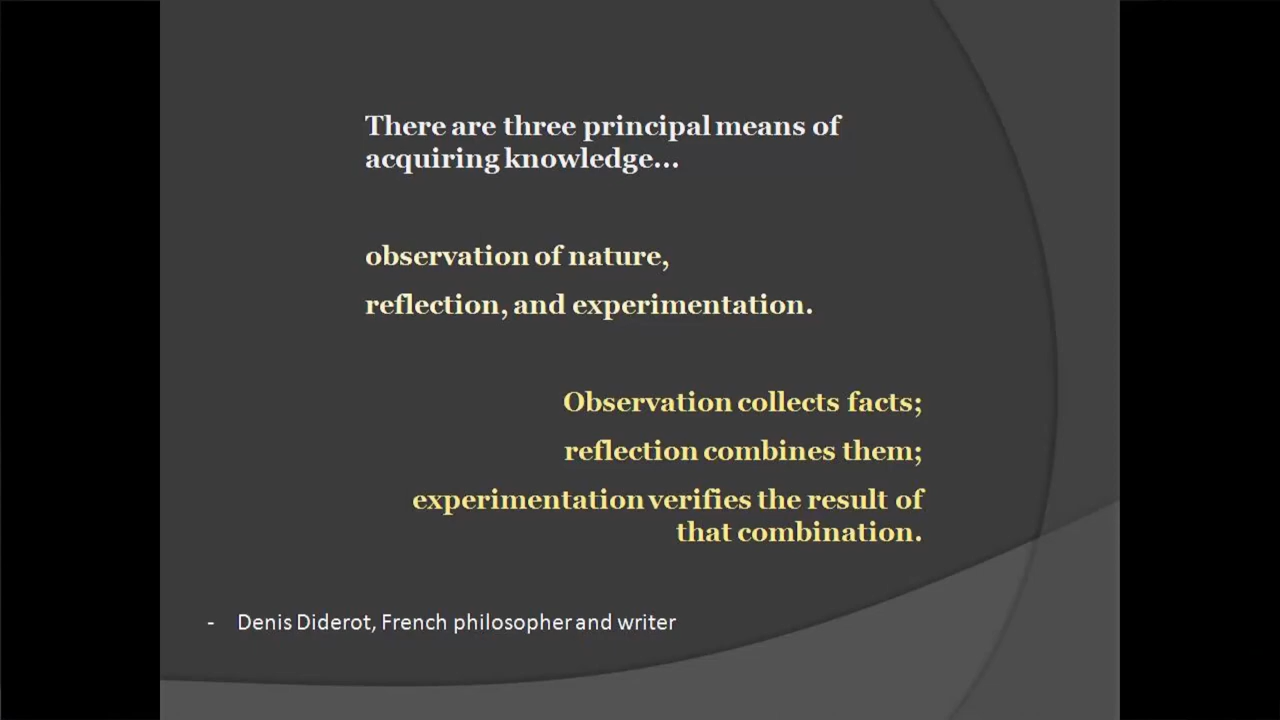 There are three principal means of
acquiring knowledge...
observation of nature,
reflection, and experimentation.
Observation collects facts;
reflection combines them;
experimentation verifies the result of
that combination.
- Denis Diderot, French philosopher and writer